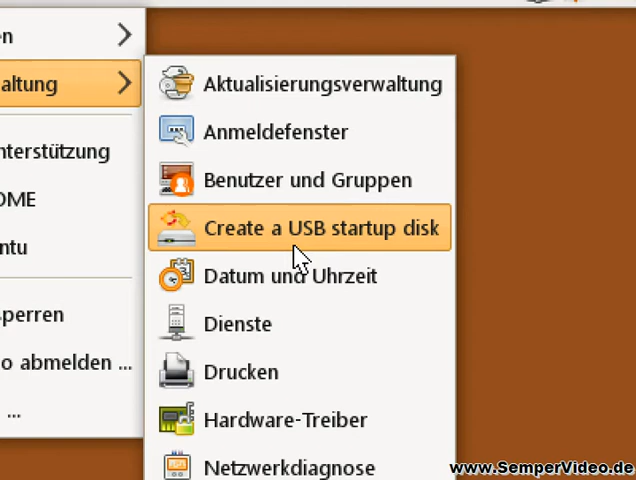 en
altung
nterstützung
OME
ntu
sperren
o abmelden ...
...
Aktualisierungsverwaltung
Anmeldefenster
Benutzer und Gruppen
Create a USB startup disk
Datum und Uhrzeit
Dienste
Drucken
Hardware-Treiber
Netzwerkdiagnose
www.SemperVideo.de